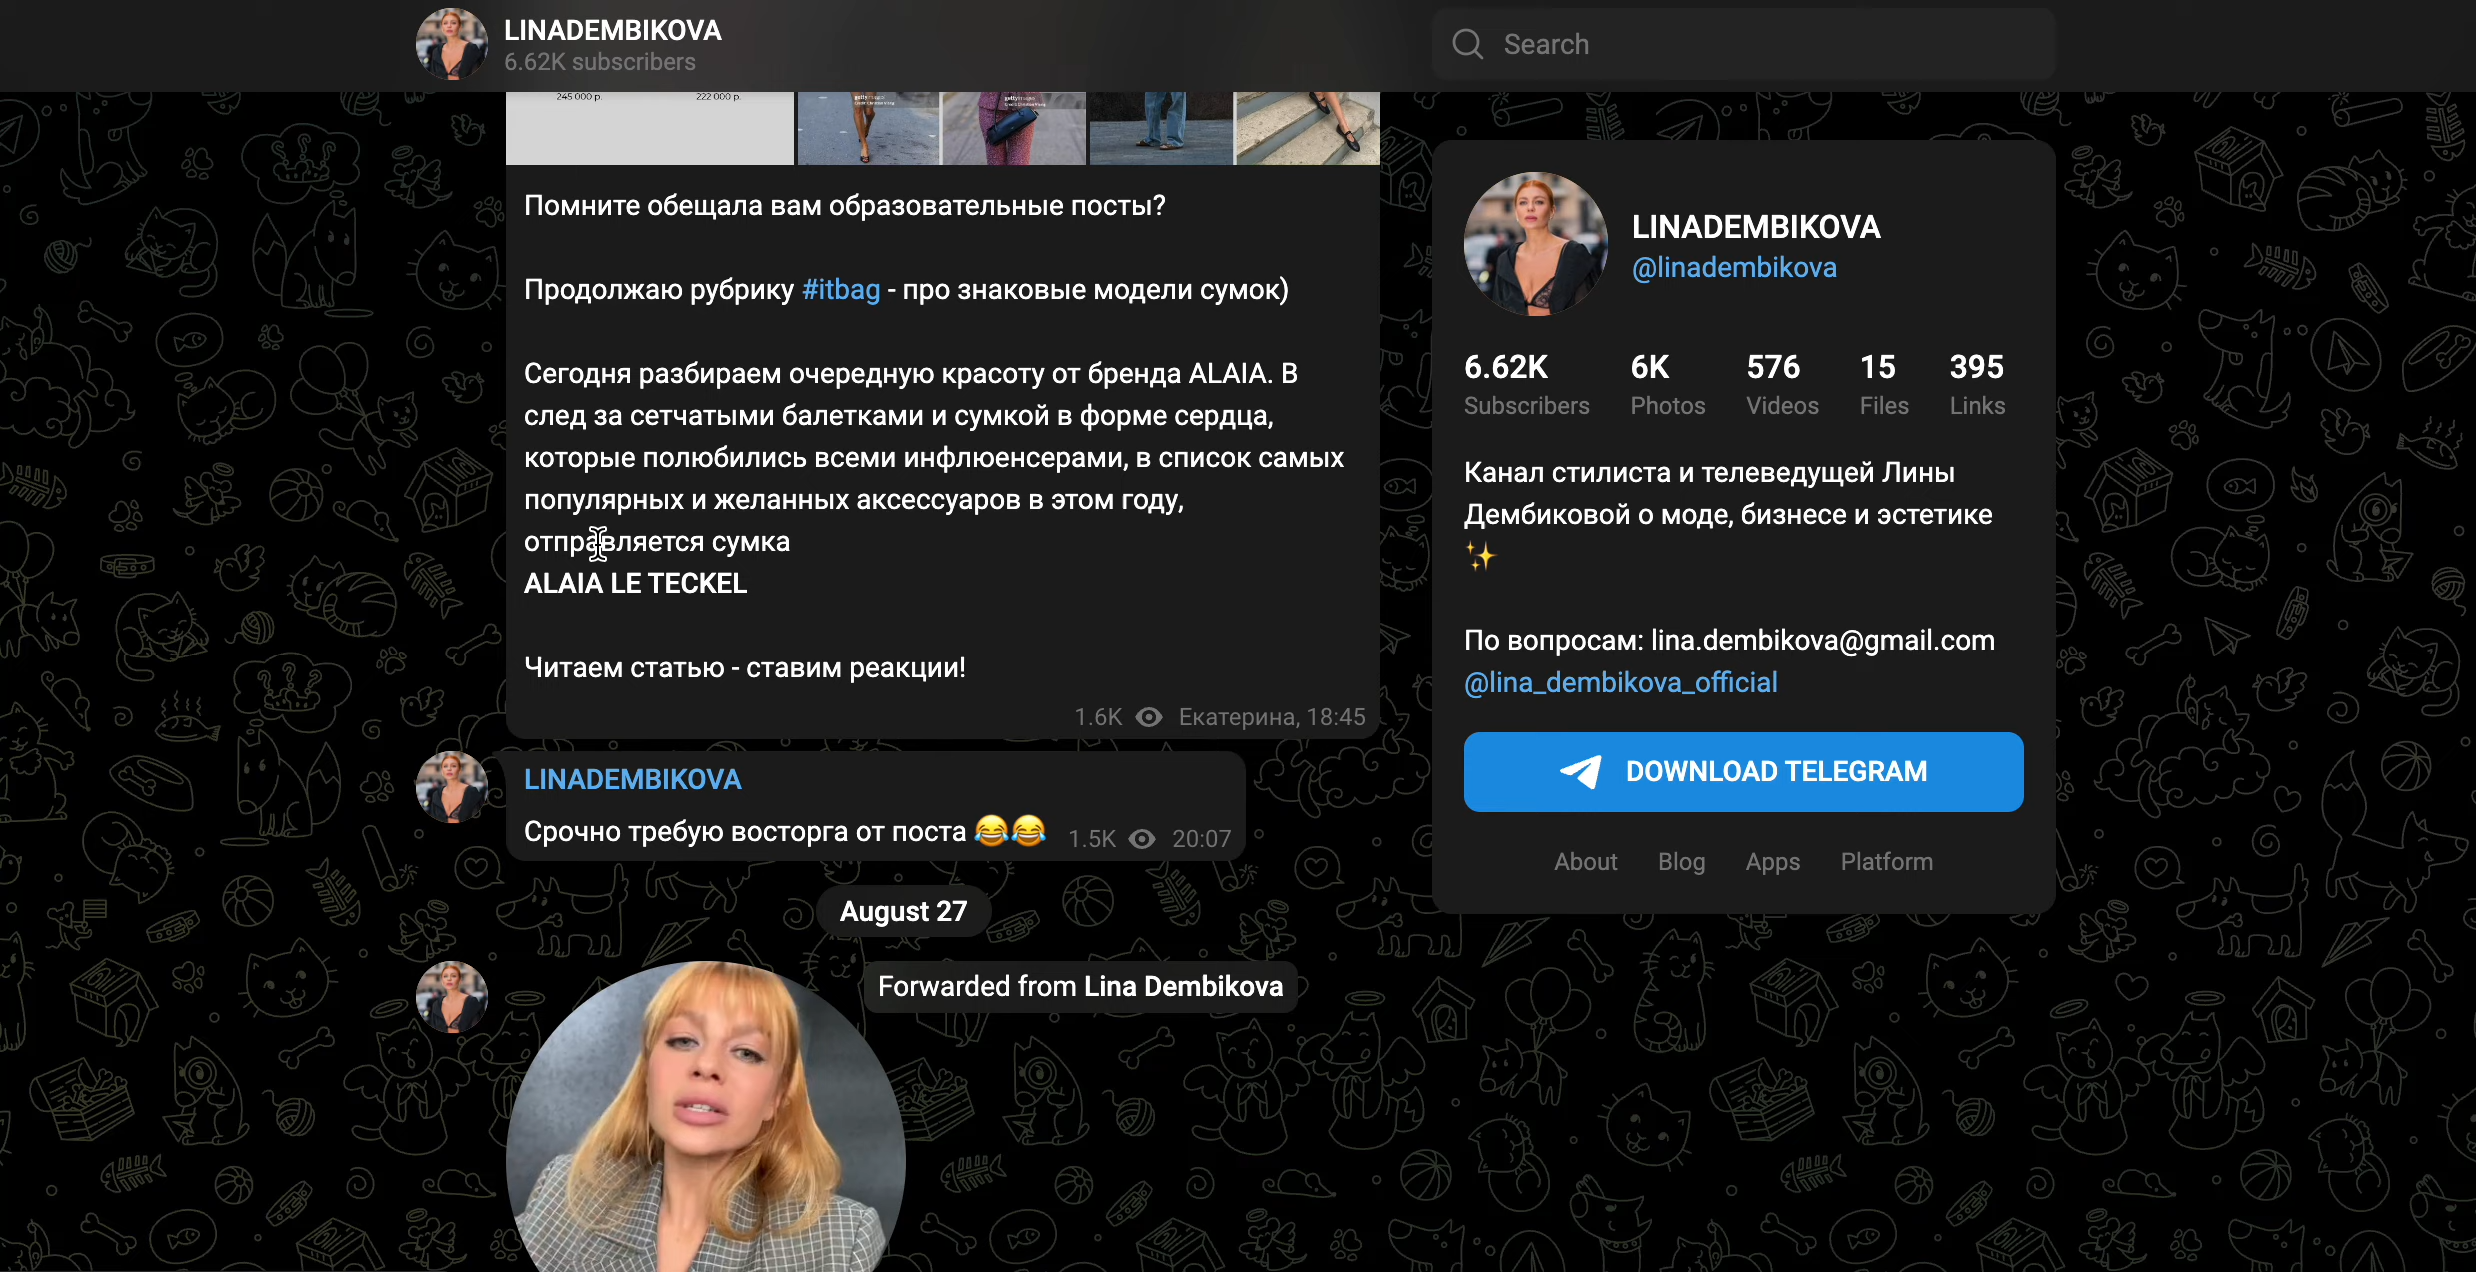 LINADEMBIKOVA
6.62K subscribers
Search
245 000 р.
222 000 р.
gettyimages
gettyimages
Помните обещала вам образовательные посты?
Продолжаю рубрику #itbag - про знаковые модели сумок)
Сегодня разбираем очередную красоту от бренда ALAIA. В
след за сетчатыми балетками и сумкой в форме сердца,
которые полюбились всеми инфлюенсерами, в список самых
популярных и желанных аксессуаров в этом году,
отправляется сумка
ALAIA LE TECKEL
Читаем статью - ставим реакции!
1.6K Екатерина, 18:45
LINADEMBIKOVA
Срочно требую восторга от поста 😂😂 1.5K 20:07
August 27
Forwarded from Lina Dembikova
LINADEMBIKOVA
@linadembikova
6.62K 6K 576 15 395
Subscribers Photos Videos Files Links
Канал стилиста и телеведущей Лины
Дембиковой о моде, бизнесе и эстетике
✨
По вопросам: lina.dembikova@gmail.com
@lina_dembikova_official
DOWNLOAD TELEGRAM
About Blog Apps Platform